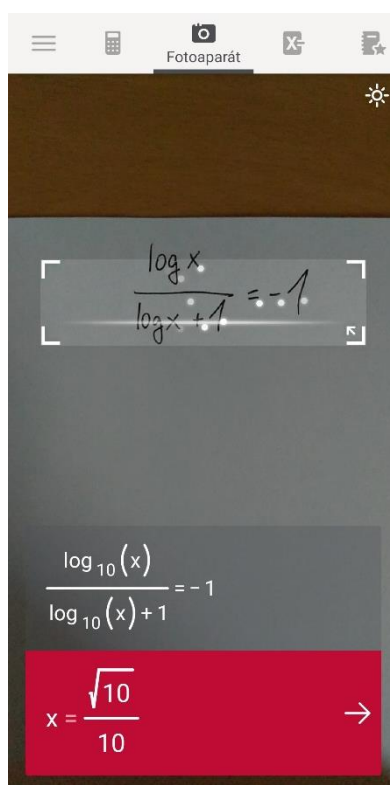 Fotoaparát
log x
log x + 1 = -1
log₁₀(x)
log₁₀(x) + 1 = -1
x = √10
10